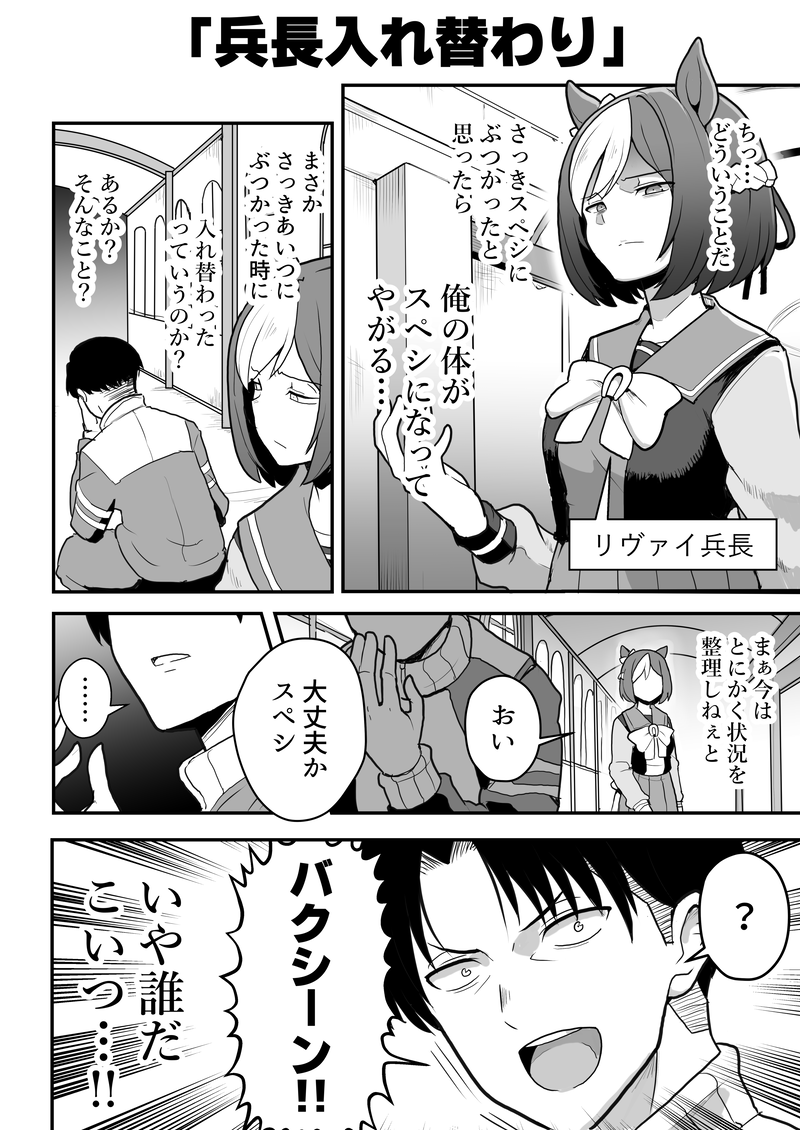 「兵長入れ替わり」
ちっ…
どういうことだ
さっきスペシに
ぶつかったと
思ったら
俺の体が
スペシになって
やがる…
リヴァイ兵長
まさか
さっきあいつに
ぶつかった時に
入れ替わった
っていうのか？
あるか？
そんなこと？
まぁ今は
とにかく状況を
整理しねぇと
おい
大丈夫か
スペシ
……
？
バクシーン!!
いや誰だ
こいつ…!!